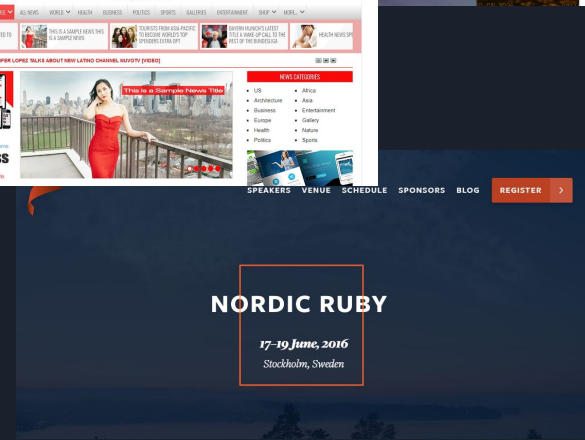 ALL NEWS WORLD HEALTH BUSINESS POLITICS SPORTS GALLERIES ENTERTAINMENT SHOP MORE...
ED TO
THIS IS A SAMPLE NEWS THIS
IS A SAMPLE NEWS
TOURISTS FROM ASIA-PACIFIC
TO BECOME WORLD'S TOP
SPENDERS EXTRA OPT
BAYERN MUNICH'S LATEST
TITLE A WAKE-UP CALL TO THE
REST OF THE BUNDESLIGA
HEALTH NEWS SP
LOPEZ TALKS ABOUT NEW LATINO CHANNEL NUVOTV [VIDEO]
This is a Sample News Title
NEWS CATEGORIES
US
Architecture
Business
Europe
Health
Politics
Africa
Asia
Entertainment
Gallery
Nature
Sports
SPEAKERS VENUE SCHEDULE SPONSORS BLOG REGISTER
NORDIC RUBY
17–19 June, 2016
Stockholm, Sweden